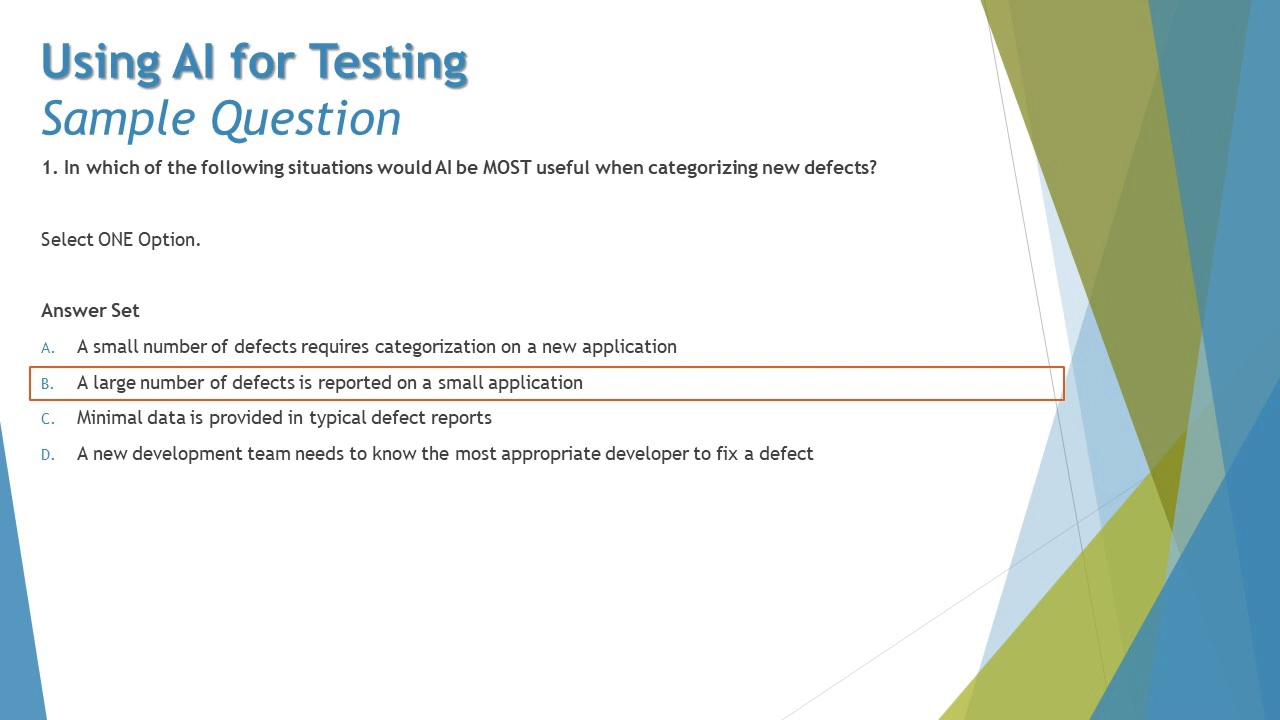 Using AI for Testing
Sample Question
1. In which of the following situations would AI be MOST useful when categorizing new defects?
Select ONE Option.
Answer Set
A. A small number of defects requires categorization on a new application
B. A large number of defects is reported on a small application
C. Minimal data is provided in typical defect reports
D. A new development team needs to know the most appropriate developer to fix a defect